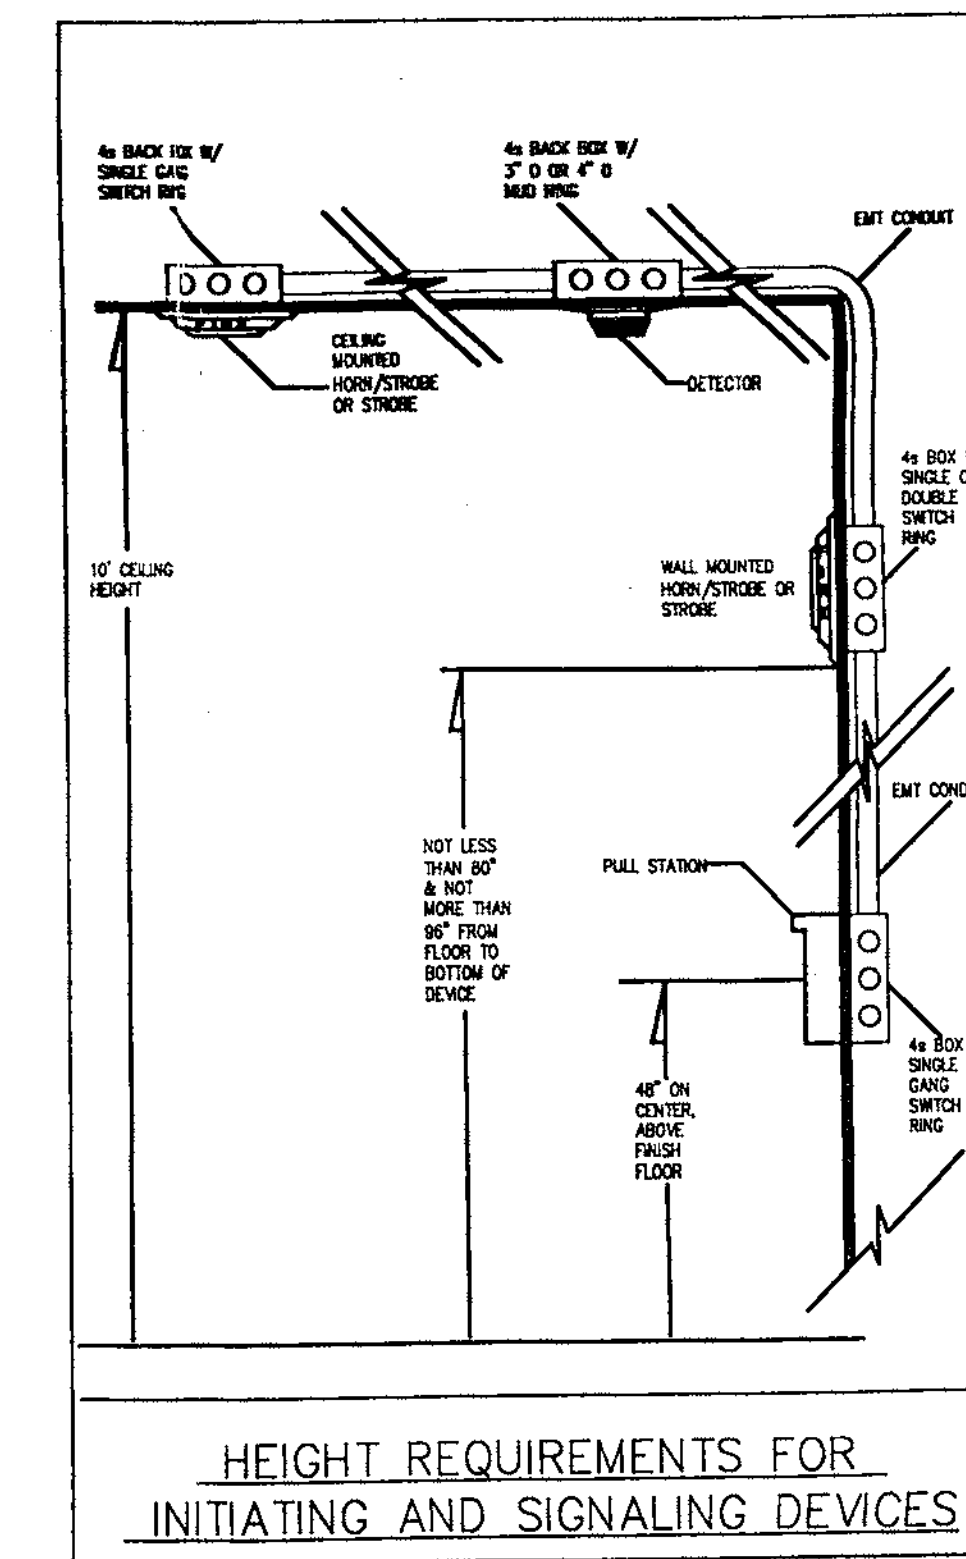 4s BACK BOX W/
SINGLE GANG
SWITCH RING
4s BACK BOX W/
3" O OR 4" O
MUD RING
EMT CONDUIT
CEILING
MOUNTED
HORN/STROBE
OR STROBE
DETECTOR
4s BOX
SINGLE
DOUBLE
SWITCH
RING
10' CEILING
HEIGHT
WALL MOUNTED
HORN/STROBE OR
STROBE
EMT COND
NOT LESS
THAN 80"
& NOT
MORE THAN
96" FROM
FLOOR TO
BOTTOM OF
DEVICE
PULL STATION
4s BOX
SINGLE
GANG
SWITCH
RING
48" ON
CENTER,
ABOVE
FINISH
FLOOR
HEIGHT REQUIREMENTS FOR
INITIATING AND SIGNALING DEVICES